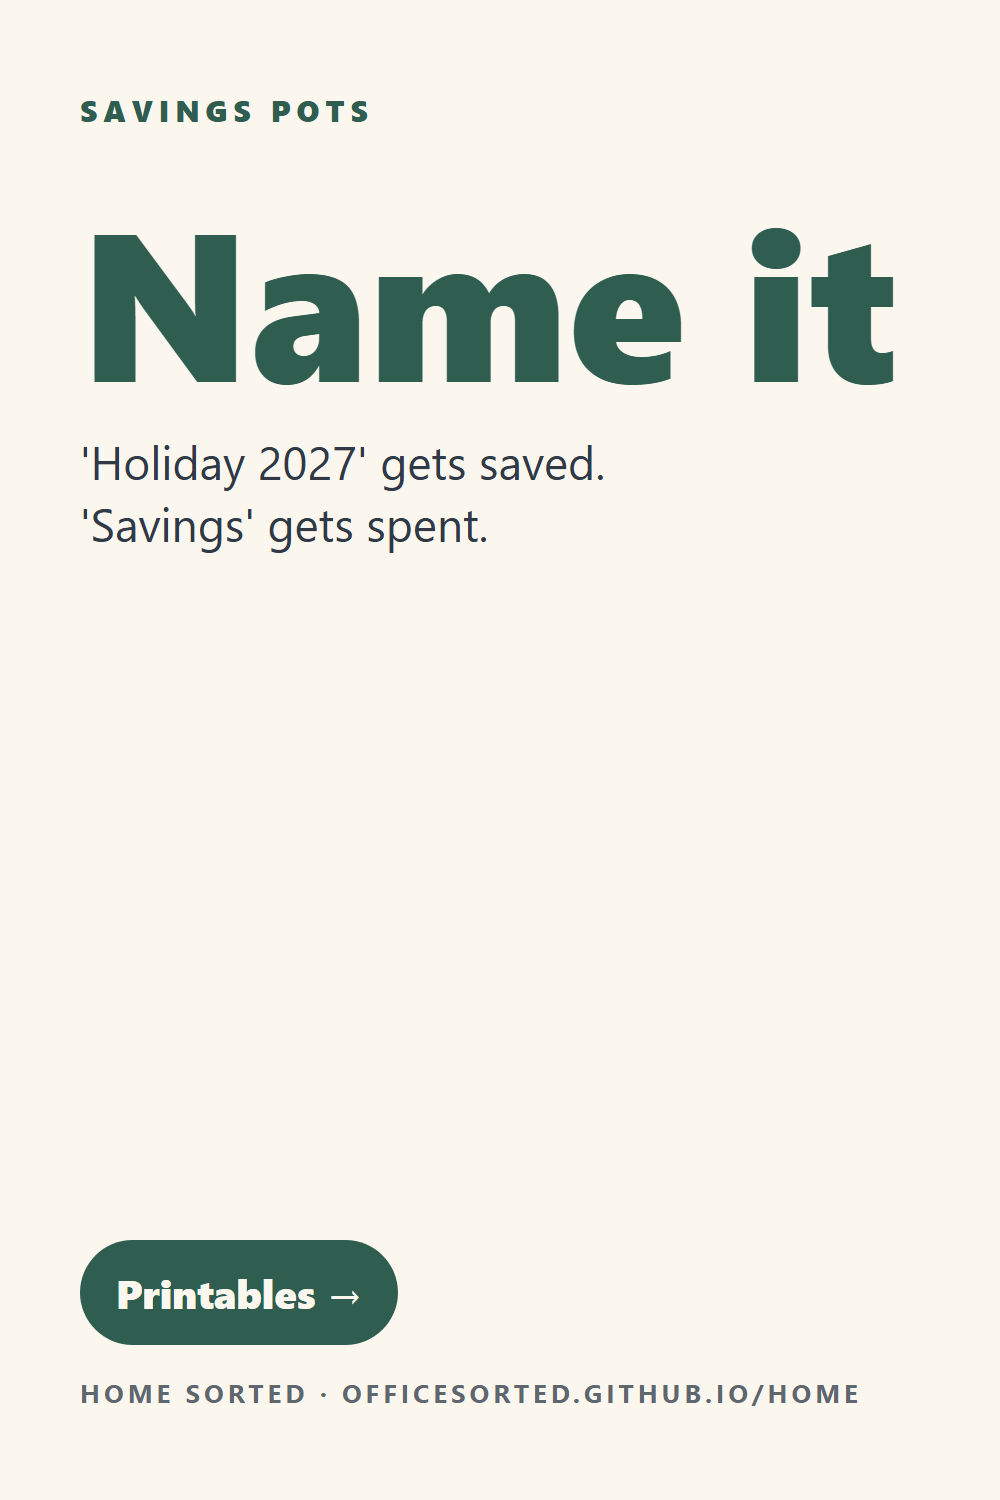 SAVINGS POTS
Name it
'Holiday 2027' gets saved.
'Savings' gets spent.
Printables →
HOME SORTED · OFFICESORTED.GITHUB.IO/HOME